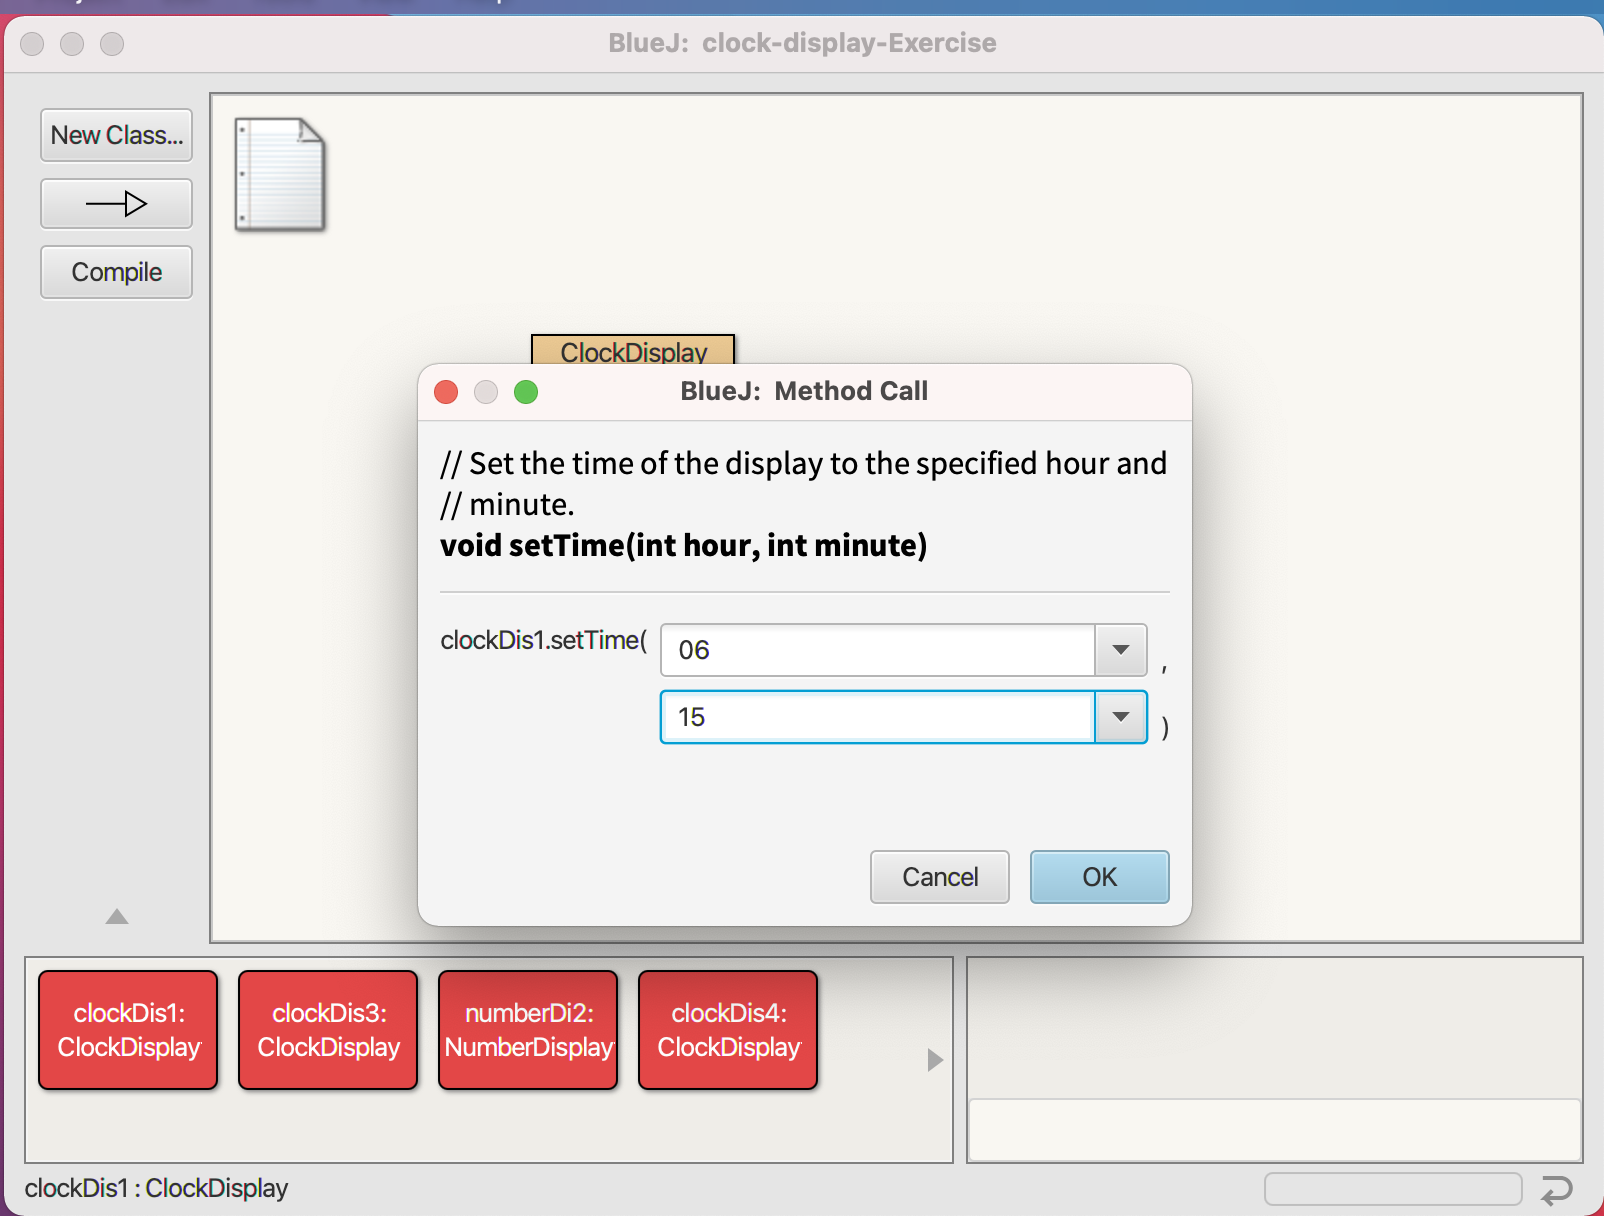 BlueJ: clock-display-Exercise
New Class...
Compile
ClockDisplay
BlueJ: Method Call
// Set the time of the display to the specified hour and
// minute.
void setTime(int hour, int minute)
clockDis1.setTime( 06 ,
15 )
Cancel OK
clockDis1: clockDis3: numberDi2: clockDis4:
ClockDisplay ClockDisplay NumberDisplay ClockDisplay
clockDis1 : ClockDisplay